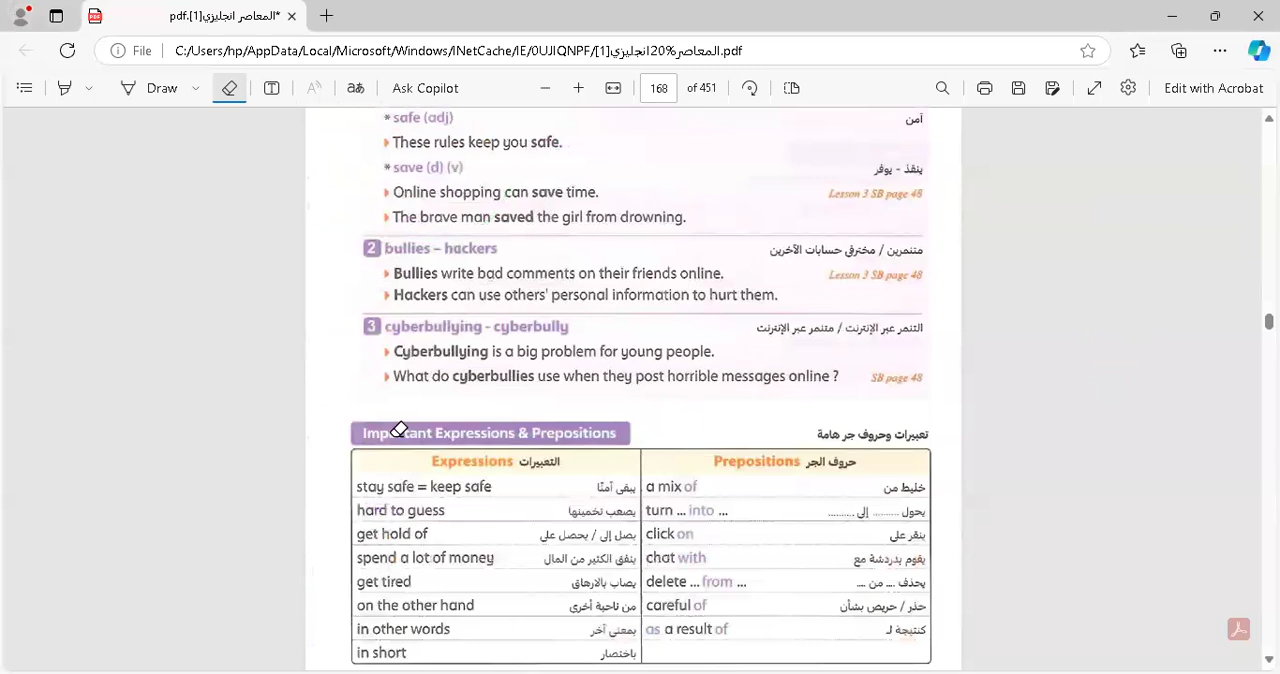 المعاصر انجليزي[1].pdf*
File C:/Users/hp/AppData/Local/Microsoft/Windows/INetCache/IE/0UJIQNPF/المعاصر%20انجليزي[1].pdf
Draw aあ Ask Copilot 168 of 451 Edit with Acrobat
* safe (adj) آمن
These rules keep you safe.
* save (d) (v) ينقذ - يوفر
Online shopping can save time. Lesson 3 SB page 48
The brave man saved the girl from drowning.
2 bullies – hackers متنمرين / مخترقى حسابات الآخرين
Bullies write bad comments on their friends online. Lesson 3 SB page 48
Hackers can use others' personal information to hurt them.
3 cyberbullying - cyberbully التنمر عبر الإنترنت / متنمر عبر الإنترنت
Cyberbullying is a big problem for young people.
What do cyberbullies use when they post horrible messages online ? SB page 48
Important Expressions & Prepositions تعبيرات وحروف جر هامة
Expressions التعبيرات Prepositions حروف الجر
stay safe = keep safe يبقى آمنًا a mix of خليط من
hard to guess يصعب تخمينها turn ... into ... يحول .......... إلى ..........
get hold of يصل إلى / يحصل على click on ينقر على
spend a lot of money ينفق الكثير من المال chat with يقوم بدردشة مع
get tired يصاب بالارهاق delete ... from ... يحذف .... من ....
on the other hand من ناحية أخرى careful of حذر / حريص بشأن
in other words بمعنى آخر as a result of كنتيجة لـ
in short باختصار